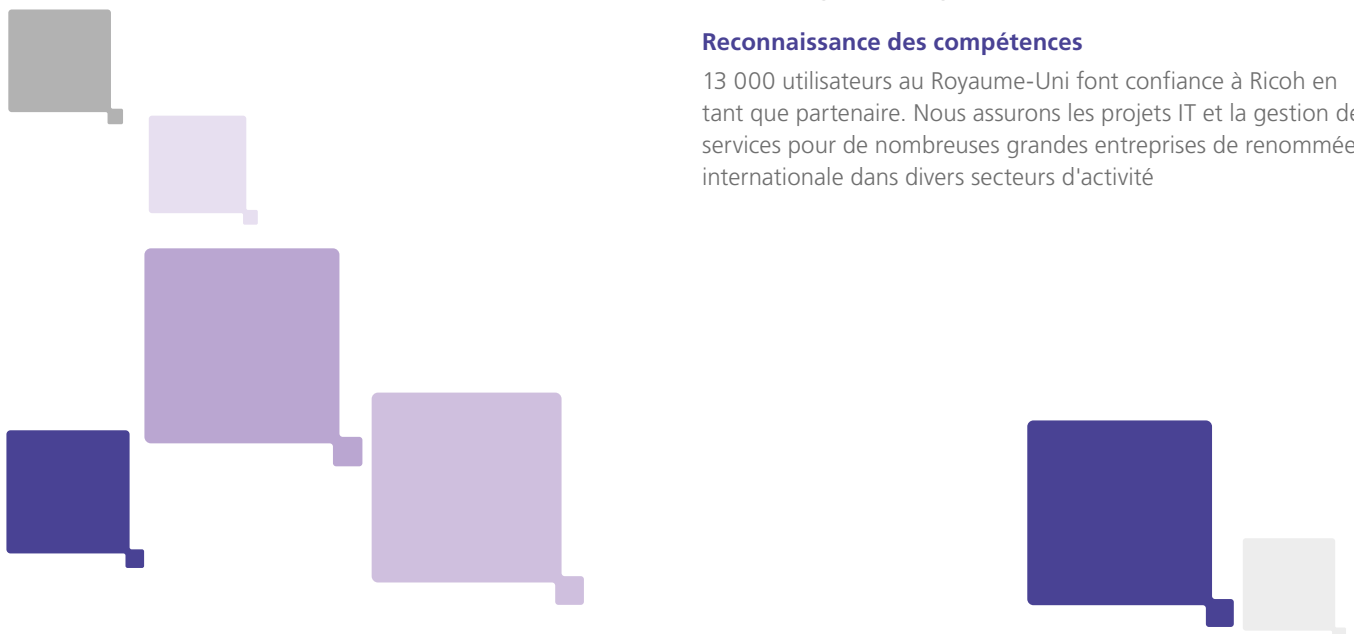 Reconnaissance des compétences
13 000 utilisateurs au Royaume-Uni font confiance à Ricoh en
tant que partenaire. Nous assurons les projets IT et la gestion de
services pour de nombreuses grandes entreprises de renommée
internationale dans divers secteurs d'activité